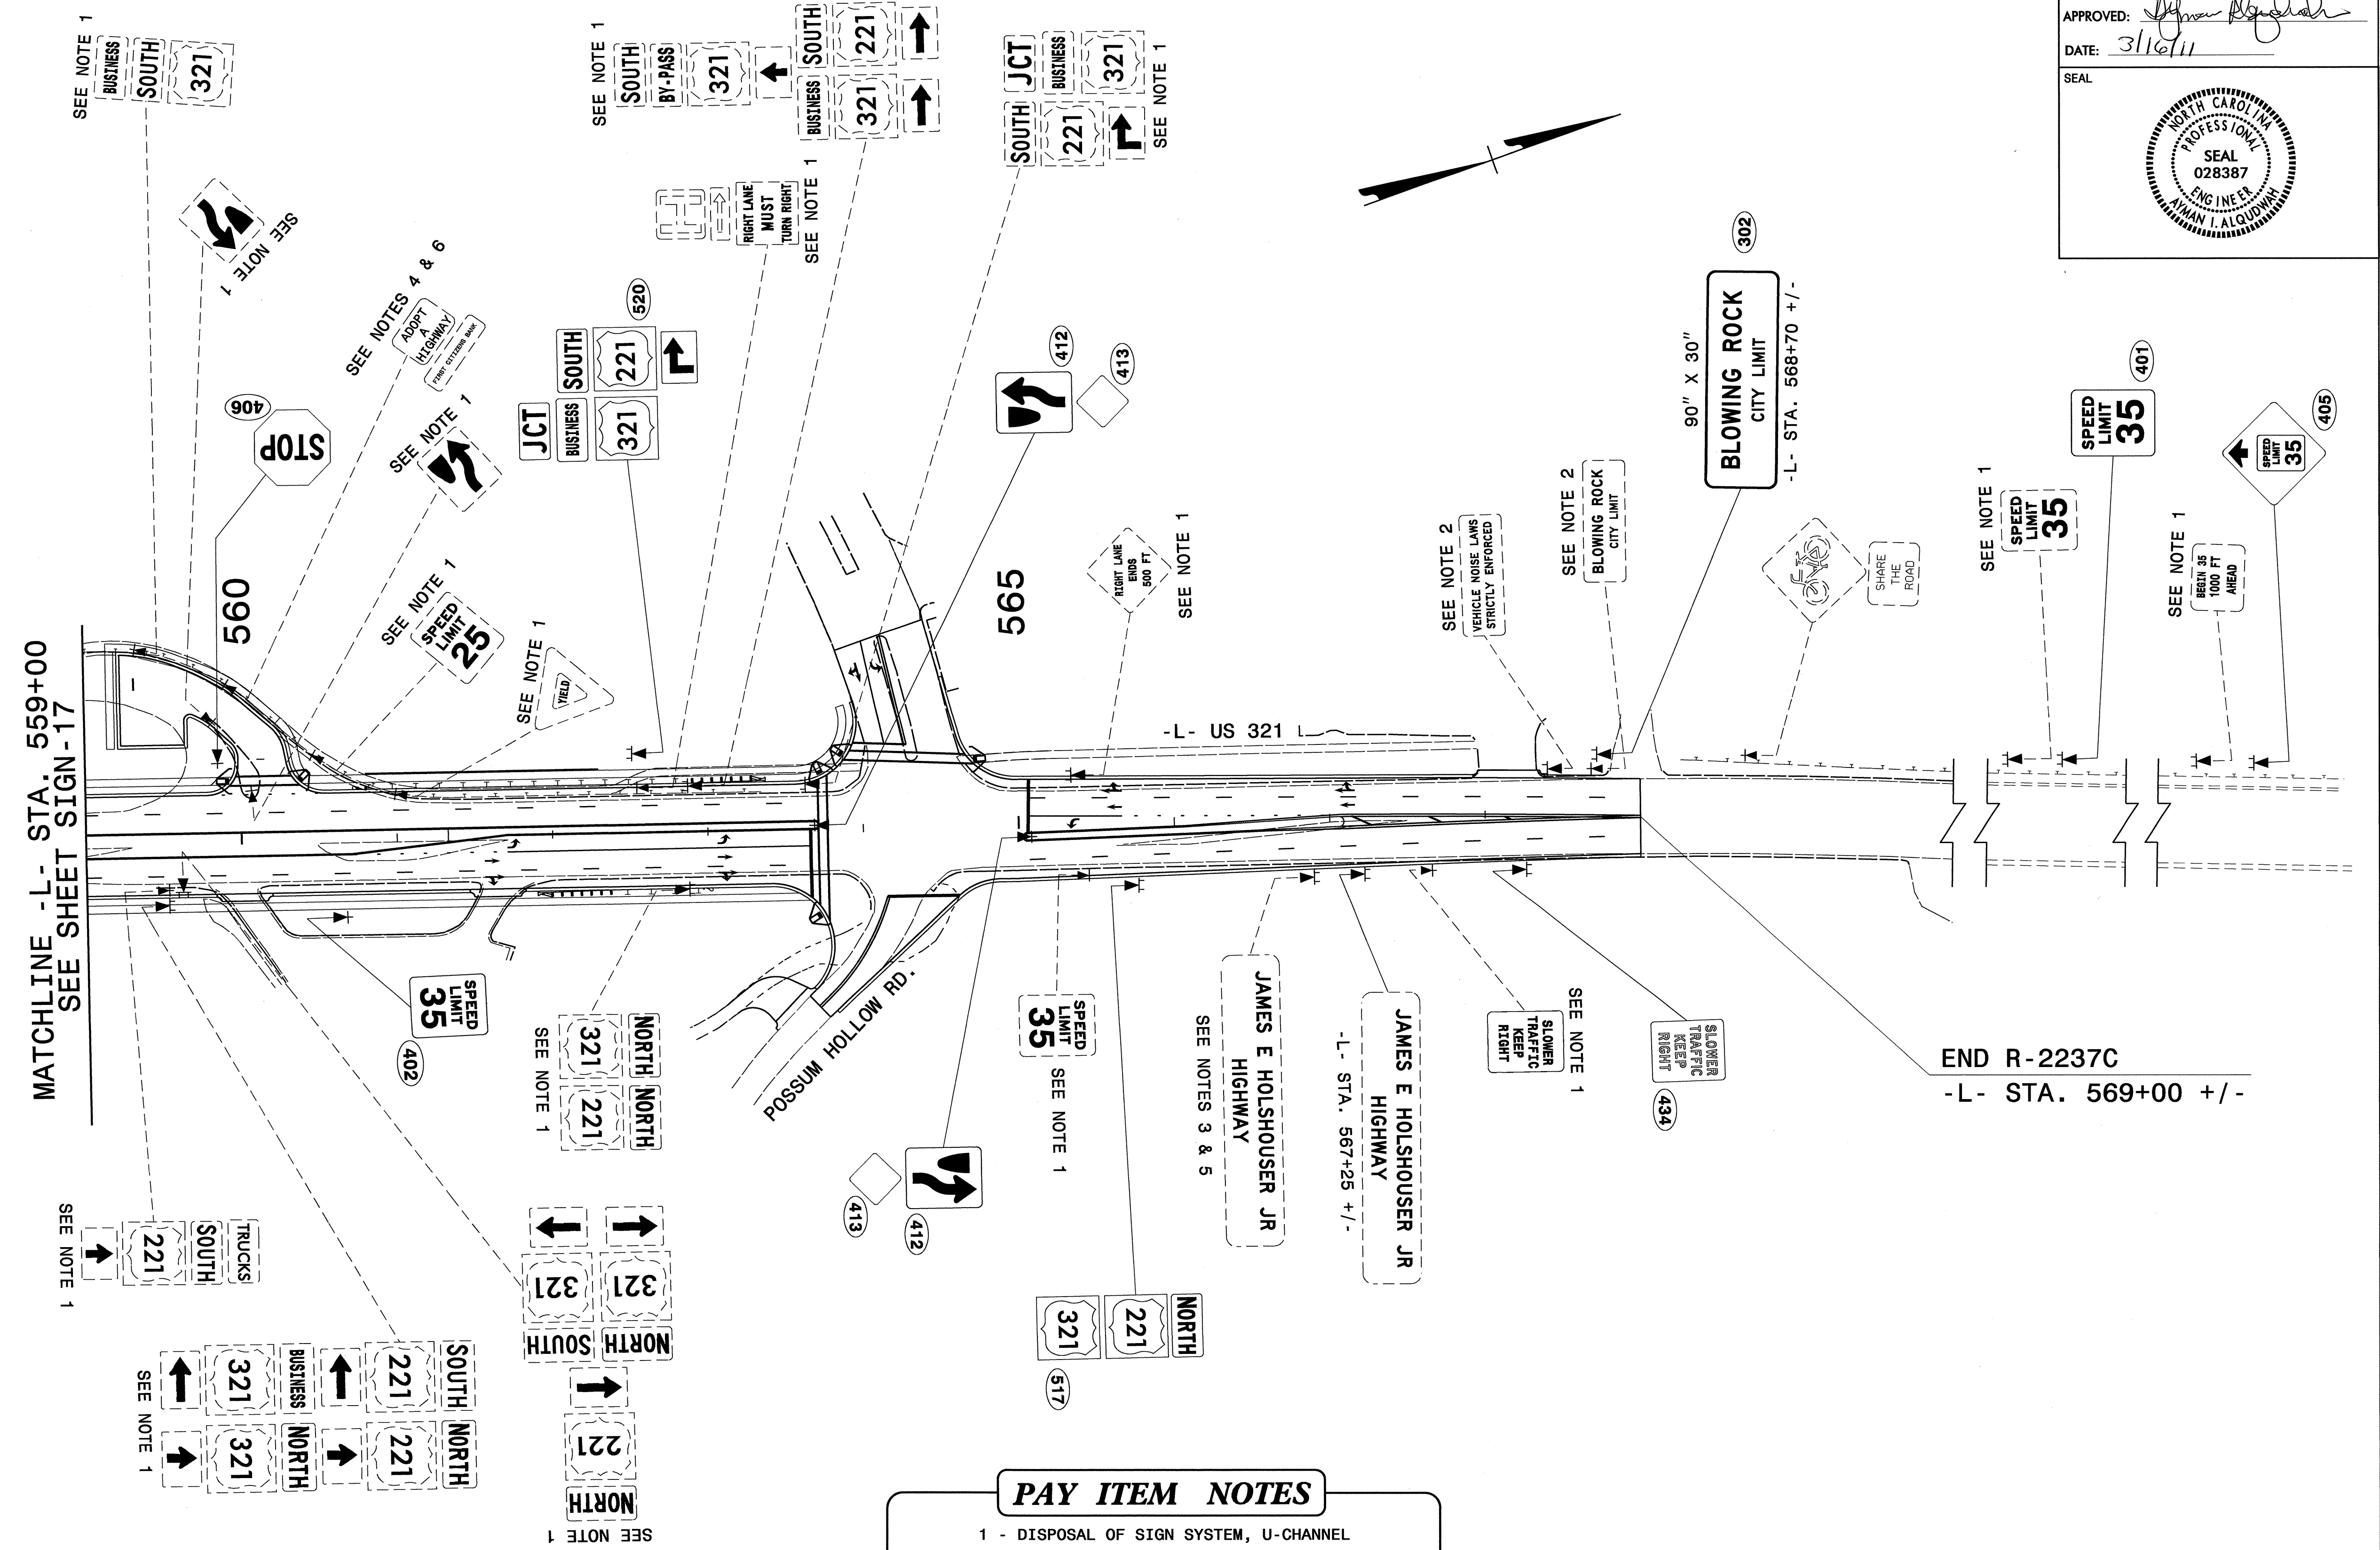 SEE NOTE 1
BUSINESS
SOUTH
321
SEE NOTE 1
SOUTH
BY-PASS
321
BUSINESS
321
SOUTH
221
JCT
BUSINESS
321
SOUTH
221
SEE NOTE 1
APPROVED:
DATE: 3/16/11
SEAL
NORTH CAROLINA
PROFESSIONAL
SEAL
028387
ENGINEER
AYMAN I. ALQUDWAH
SEE NOTE 1
H
RIGHT LANE
MUST
TURN RIGHT
SEE NOTE 1
SEE NOTES 4 & 6
ADOPT
A
HIGHWAY
FIRST CITIZENS BANK
406
STOP
SEE NOTE 1
520
JCT
BUSINESS
321
SOUTH
221
412
413
302
90" X 30"
BLOWING ROCK
CITY LIMIT
-L- STA. 568+70 +/-
401
SPEED
LIMIT
35
405
SPEED
LIMIT
35
560
SEE NOTE 1
SPEED
LIMIT
25
SEE NOTE 1
YIELD
565
RIGHT LANE
ENDS
500 FT
SEE NOTE 1
SEE NOTE 2
VEHICLE NOISE LAWS
STRICTLY ENFORCED
SEE NOTE 2
BLOWING ROCK
CITY LIMIT
SHARE
THE
ROAD
SEE NOTE 1
SPEED
LIMIT
35
SEE NOTE 1
BEGIN 35
1000 FT
AHEAD
MATCHLINE -L- STA. 559+00
SEE SHEET SIGN-17
-L- US 321
SPEED
LIMIT
35
402
NORTH
321
NORTH
221
SEE NOTE 1
POSSUM HOLLOW RD.
413
412
SPEED
LIMIT
35
SEE NOTE 1
JAMES E HOLSHOUSER JR
HIGHWAY
SEE NOTES 3 & 5
JAMES E HOLSHOUSER JR
HIGHWAY
-L- STA. 567+25 +/-
SLOWER
TRAFFIC
KEEP
RIGHT
SEE NOTE 1
SLOWER
TRAFFIC
KEEP
RIGHT
434
END R-2237C
-L- STA. 569+00 +/-
TRUCKS
SOUTH
221
SEE NOTE 1
SOUTH
221
BUSINESS
321
NORTH
221
NORTH
321
SEE NOTE 1
NORTH
321
SOUTH
321
NORTH
221
SEE NOTE 1
NORTH
221
321
517
PAY ITEM NOTES
1 - DISPOSAL OF SIGN SYSTEM, U-CHANNEL